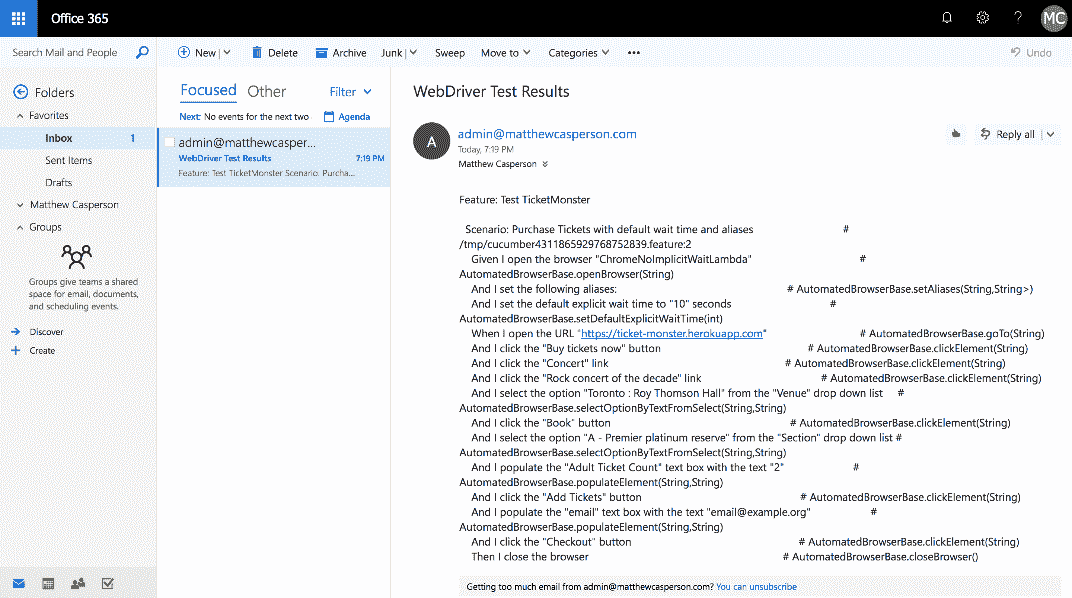 Office 365
MC
Search Mail and People
New
Delete
Archive
Junk
Sweep
Move to
Categories
Undo
Folders
Favorites
Inbox 1
Sent Items
Drafts
Matthew Casperson
Groups
Groups give teams a shared
space for email, documents,
and scheduling events.
Discover
Create
Focused Other Filter
Next: No events for the next two Agenda
admin@matthewcasper...
WebDriver Test Results 7:19 PM
Feature: Test TicketMonster Scenario. Purcha...
WebDriver Test Results
A
admin@matthewcasperson.com
Today, 7:19 PM
Matthew Casperson
Reply all
Feature: Test TicketMonster
Scenario: Purchase Tickets with default wait time and aliases #
/tmp/cucumber4311865929768752839.feature:2
Given I open the browser "ChromeNoImplicitWaitLambda" #
AutomatedBrowserBase.openBrowser(String)
And I set the following aliases: # AutomatedBrowserBase.setAliases(String,String>)
And I set the default explicit wait time to "10" seconds #
AutomatedBrowserBase.setDefaultExplicitWaitTime(int)
When I open the URL "https://ticket-monster.herokuapp.com" # AutomatedBrowserBase.goTo(String)
And I click the "Buy tickets now" button # AutomatedBrowserBase.clickElement(String)
And I click the "Concert" link # AutomatedBrowserBase.clickElement(String)
And I click the "Rock concert of the decade" link # AutomatedBrowserBase.clickElement(String)
And I select the option "Toronto : Roy Thomson Hall" from the "Venue" drop down list #
AutomatedBrowserBase.selectOptionByTextFromSelect(String,String)
And I click the "Book" button # AutomatedBrowserBase.clickElement(String)
And I select the option "A - Premier platinum reserve" from the "Section" drop down list #
AutomatedBrowserBase.selectOptionByTextFromSelect(String,String)
And I populate the "Adult Ticket Count" text box with the text "2" #
AutomatedBrowserBase.populateElement(String,String)
And I click the "Add Tickets" button # AutomatedBrowserBase.clickElement(String)
And I populate the "email" text box with the text "email@example.org" #
AutomatedBrowserBase.populateElement(String,String)
And I click the "Checkout" button # AutomatedBrowserBase.clickElement(String)
Then I close the browser # AutomatedBrowserBase.closeBrowser()
Getting too much email from admin@matthewcasperson.com? You can unsubscribe